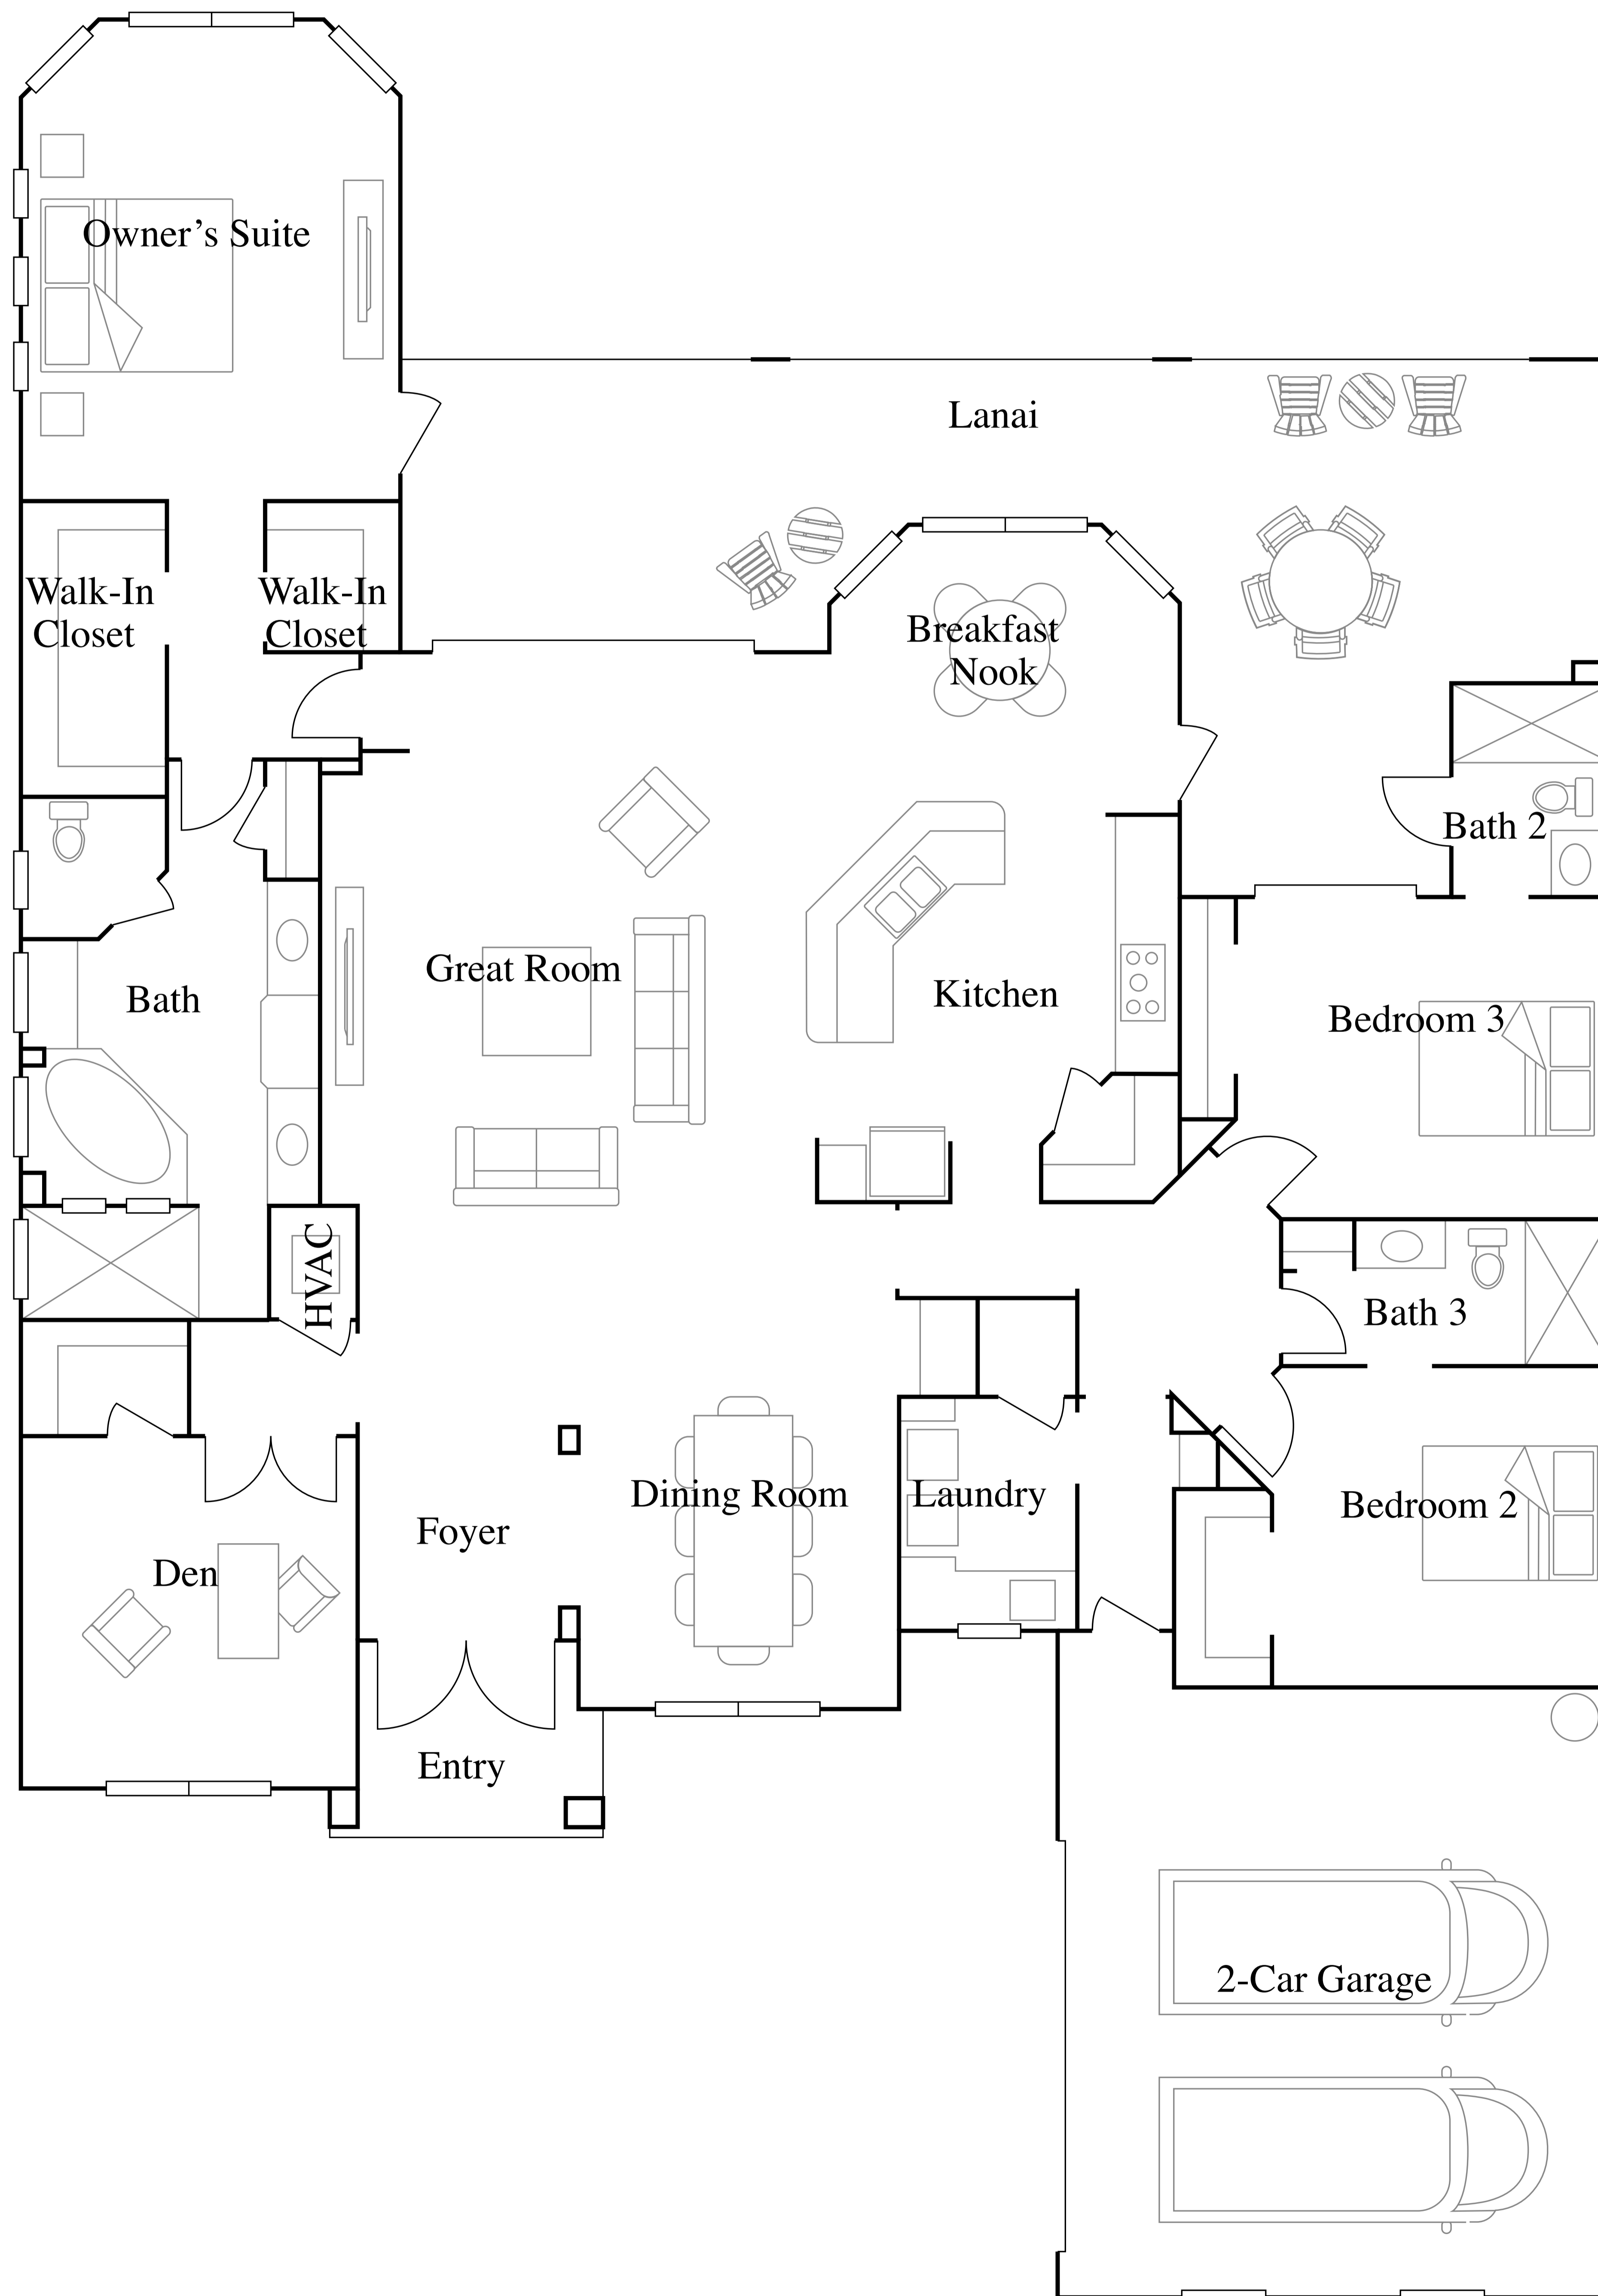 Owner’s Suite
Lanai
Walk-In
Closet
Walk-In
Closet
Breakfast
Nook
Bath 2
Great Room
Kitchen
Bath
Bedroom 3
HVAC
Bath 3
Dining Room
Laundry
Bedroom 2
Foyer
Den
Entry
2-Car Garage